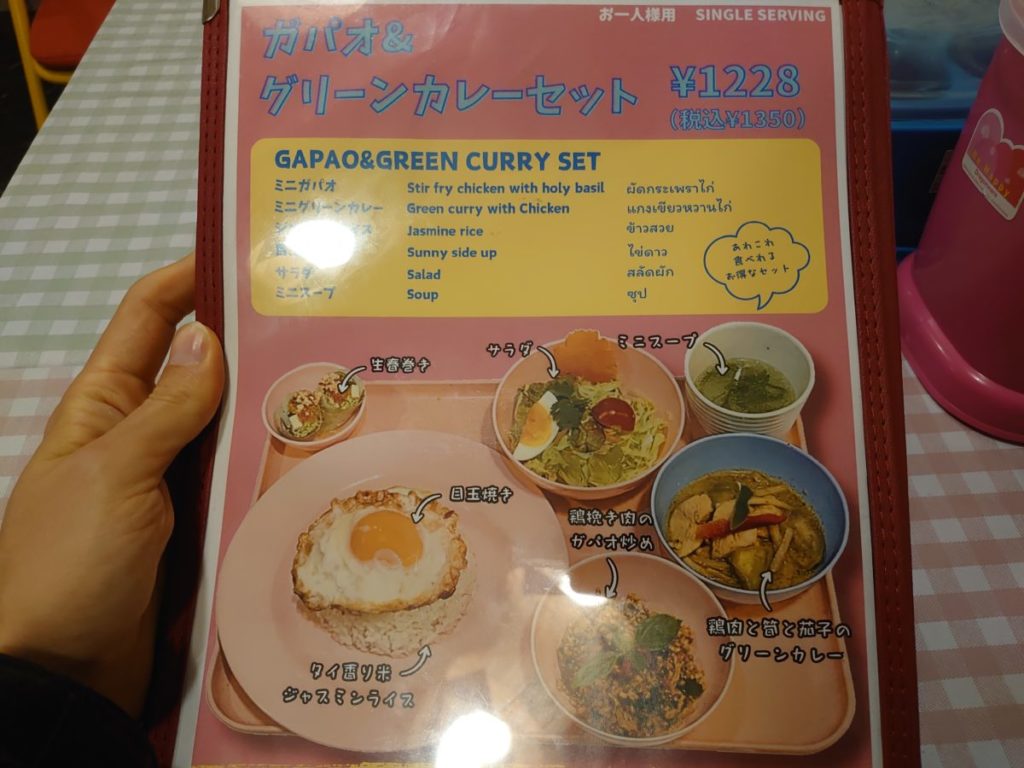 お一人様用 SINGLE SERVING
ガパオ&
グリーンカレーセット ¥1228
(税込¥1350)
GAPAO&GREEN CURRY SET
ミニガパオ Stir fry chicken with holy basil ผัดกระเพราไก่
ミニグリーンカレー Green curry with Chicken แกงเขียวหวานไก่
Jasmine rice ข้าวสวย
Sunny side up ไข่ดาว
サラダ Salad สลัดผัก
ミニスープ Soup ซุป
あれこれ
食べれる
お得なセット
生春巻き
サラダ
ミニスープ
目玉焼き
鶏挽き肉の
ガパオ炒め
鶏肉と筍と茄子の
グリーンカレー
タイ香り米
ジャスミンライス